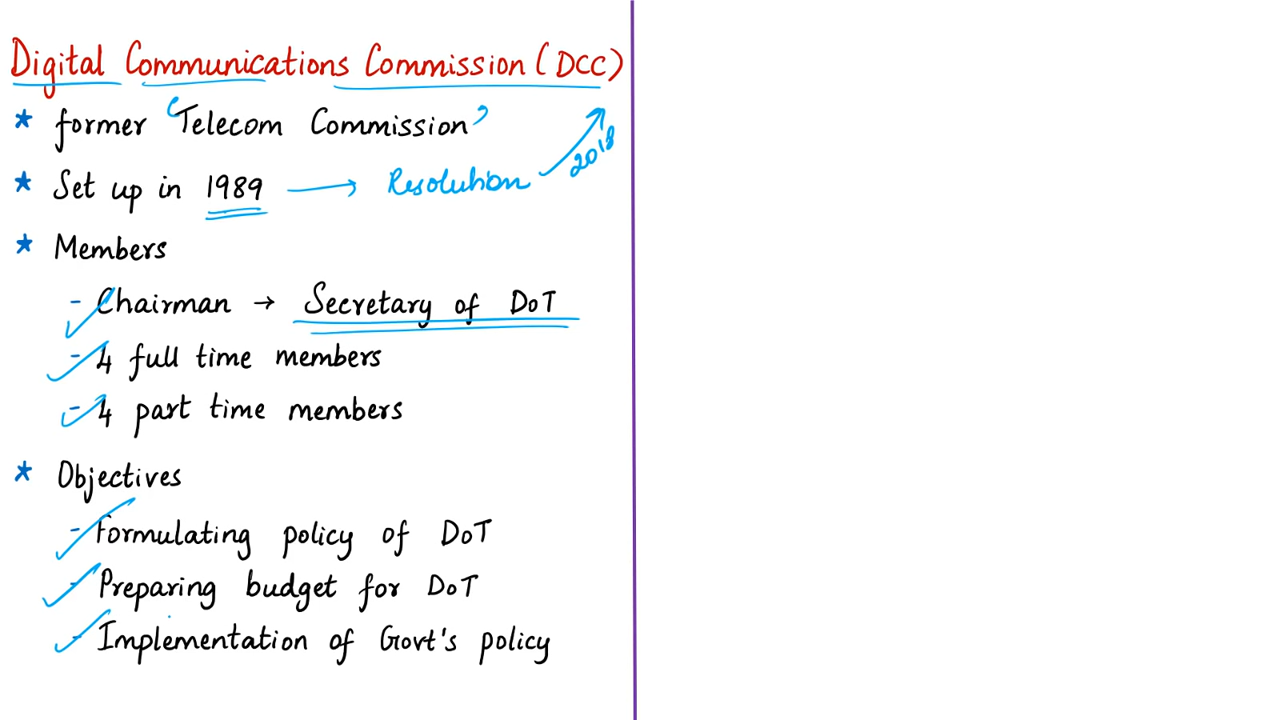 Digital Communications Commission (DCC)
* former 'Telecom Commission'
* Set up in 1989 → Resolution 2018
* Members
- Chairman → Secretary of DoT
- 4 full time members
- 4 part time members
* Objectives
- Formulating policy of DoT
- Preparing budget for DoT
- Implementation of Govt's policy